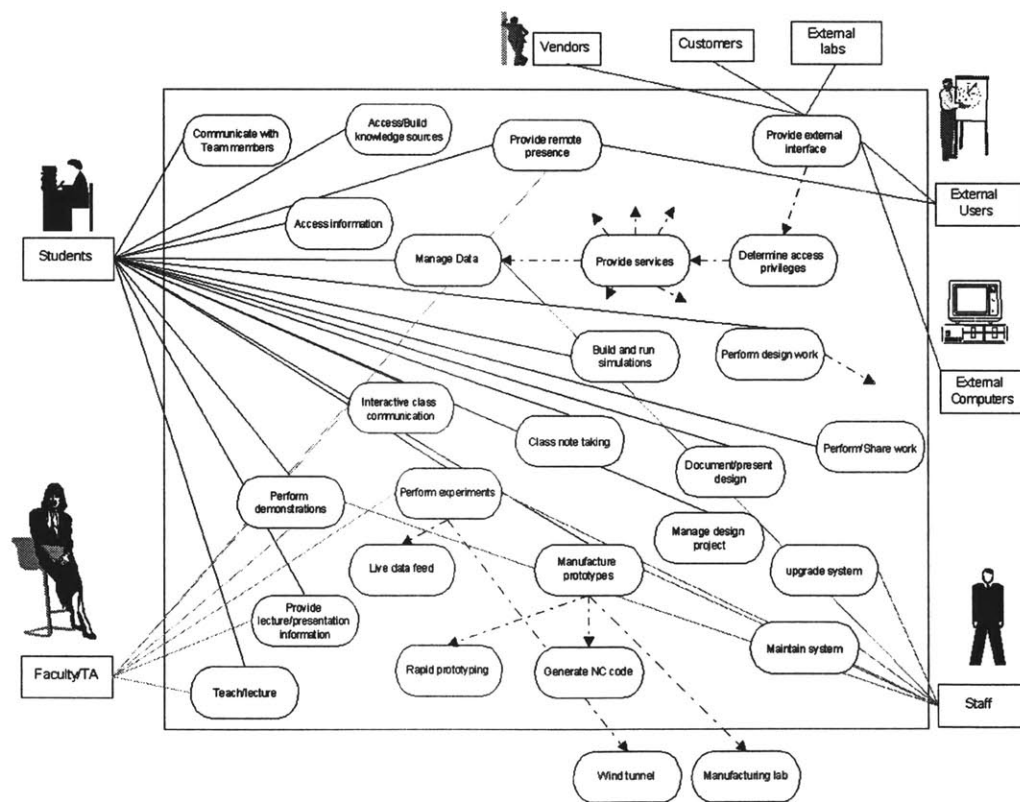 External
labs
Customers
Vendors
Communicate with
Team members
Access/Build
knowledge sources
Provide remote
presence
Provide external
interface
External
Users
Access information
Students
Manage Data
Provide services
Determine access
privileges
Build and run
simulations
Perform design work
External
Computers
Interactive class
communication
Class note taking
Perform/Share work
Document/present
design
Perform
demonstrations
Perform experiments
Manage design
project
Live data feed
Manufacture
prototypes
upgrade system
Provide
lecture/presentation
information
Maintain system
Faculty/TA
Rapid prototyping
Generate NC code
Teach/lecture
Staff
Wind tunnel
Manufacturing lab